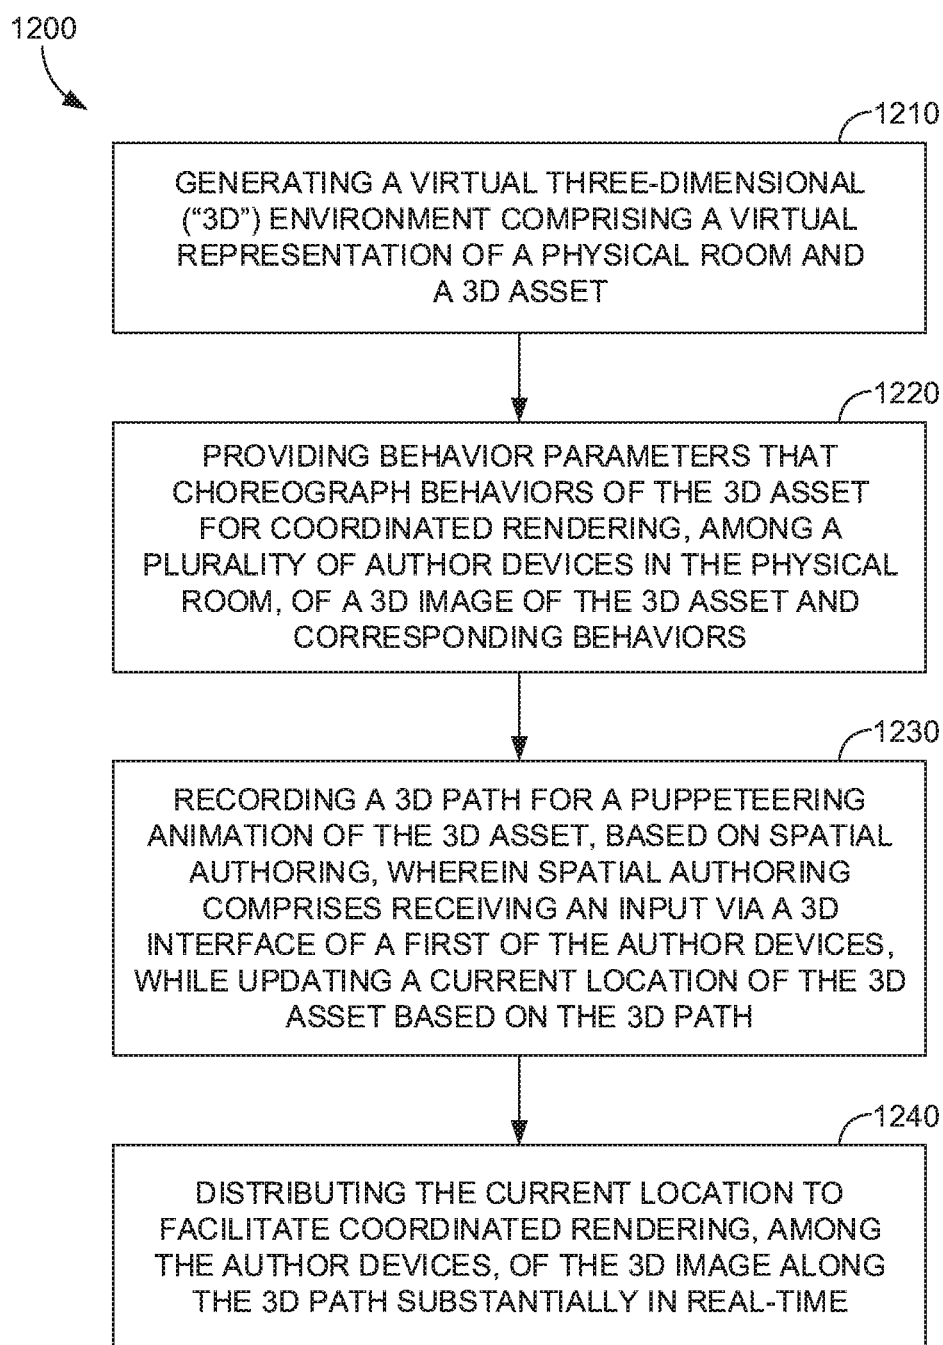 1200
1210
GENERATING A VIRTUAL THREE-DIMENSIONAL
(“3D”) ENVIRONMENT COMPRISING A VIRTUAL
REPRESENTATION OF A PHYSICAL ROOM AND
A 3D ASSET
1220
PROVIDING BEHAVIOR PARAMETERS THAT
CHOREOGRAPH BEHAVIORS OF THE 3D ASSET
FOR COORDINATED RENDERING, AMONG A
PLURALITY OF AUTHOR DEVICES IN THE PHYSICAL
ROOM, OF A 3D IMAGE OF THE 3D ASSET AND
CORRESPONDING BEHAVIORS
1230
RECORDING A 3D PATH FOR A PUPPETEERING
ANIMATION OF THE 3D ASSET, BASED ON SPATIAL
AUTHORING, WHEREIN SPATIAL AUTHORING
COMPRISES RECEIVING AN INPUT VIA A 3D
INTERFACE OF A FIRST OF THE AUTHOR DEVICES,
WHILE UPDATING A CURRENT LOCATION OF THE 3D
ASSET BASED ON THE 3D PATH
1240
DISTRIBUTING THE CURRENT LOCATION TO
FACILITATE COORDINATED RENDERING, AMONG
THE AUTHOR DEVICES, OF THE 3D IMAGE ALONG
THE 3D PATH SUBSTANTIALLY IN REAL-TIME